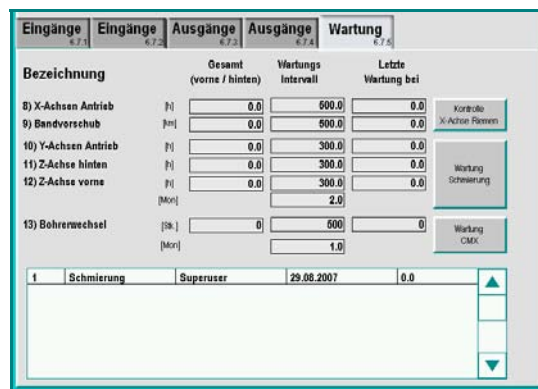 Eingänge Eingänge Ausgänge Ausgänge Wartung
6.7.1 6.7.2 6.7.3 6.7.4 6.7.5
Bezeichnung Gesamt Wartungs Letzte
(vorne / hinten) Intervall Wartung bei
8) X-Achsen Antrieb [h] 0.0 500.0 0.0 Kontrolle
9) Bandvorschub [km] 0.0 500.0 0.0 X-Achse Riemen
10) Y-Achsen Antrieb [h] 0.0 300.0 0.0
11) Z-Achse hinten [h] 0.0 300.0 0.0 Wartung
12) Z-Achse vorne [h] 0.0 300.0 0.0 Schmierung
[Mon] 2.0
13) Bohrerwechsel [Stk.] 0 500 0 Wartung
[Mon] 1.0 CMX
1 Schmierung Superuser 29.08.2007 0.0